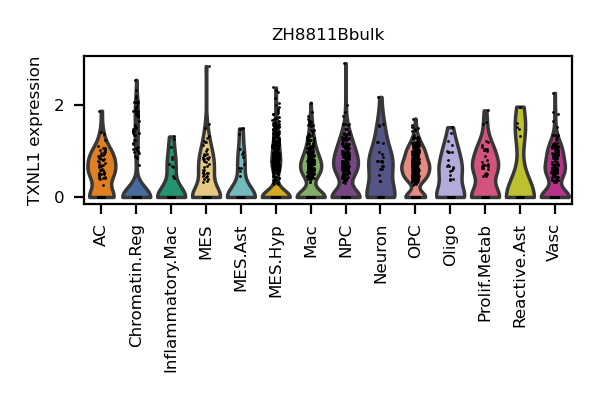 ZH8811Bbulk
TXNL1 expression
2
0
AC
Chromatin.Reg
Inflammatory.Mac
MES
MES.Ast
MES.Hyp
Mac
NPC
Neuron
OPC
Oligo
Prolif.Metab
Reactive.Ast
Vasc